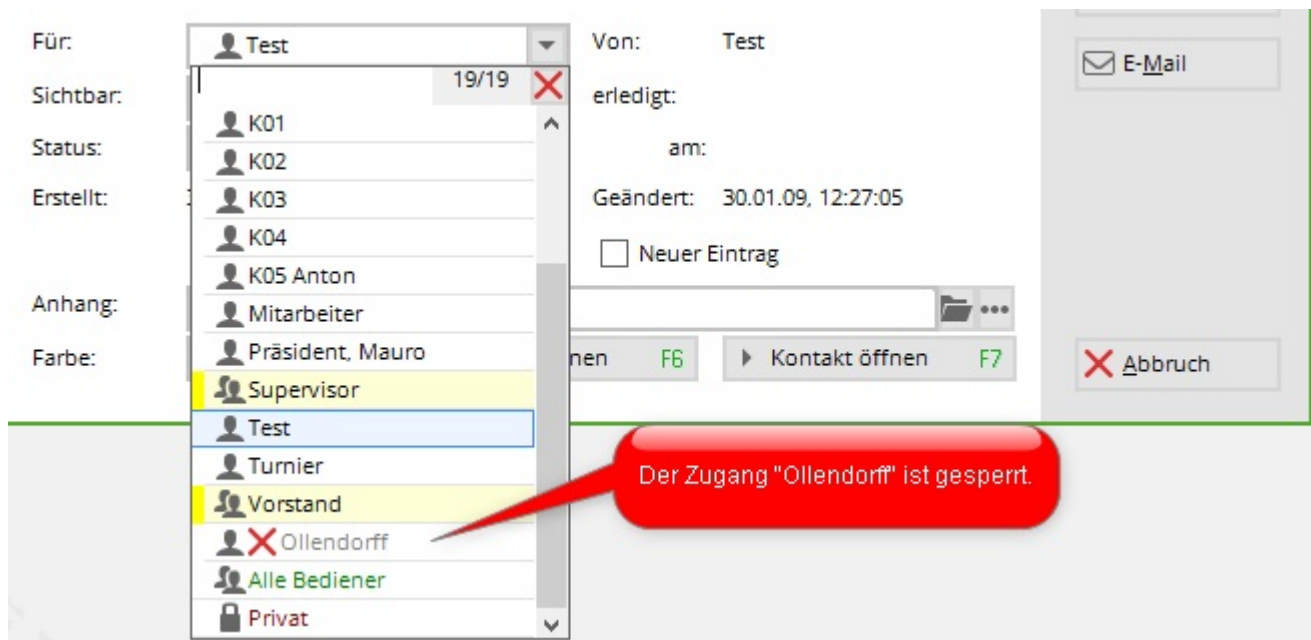 Für: Test Von: Test
E-Mail
19/19
Sichtbar: erledigt:
K01
Status: am:
K02
Erstellt: Geändert: 30.01.09, 12:27:05
K03
K04
Neuer Eintrag
K05 Anton
Anhang:
Mitarbeiter
Farbe: nen F6 Kontakt öffnen F7 Abbruch
Präsident, Mauro
Supervisor
Test
Turnier
Der Zugang "Ollendorff" ist gesperrt.
Vorstand
Ollendorff
Alle Bediener
Privat